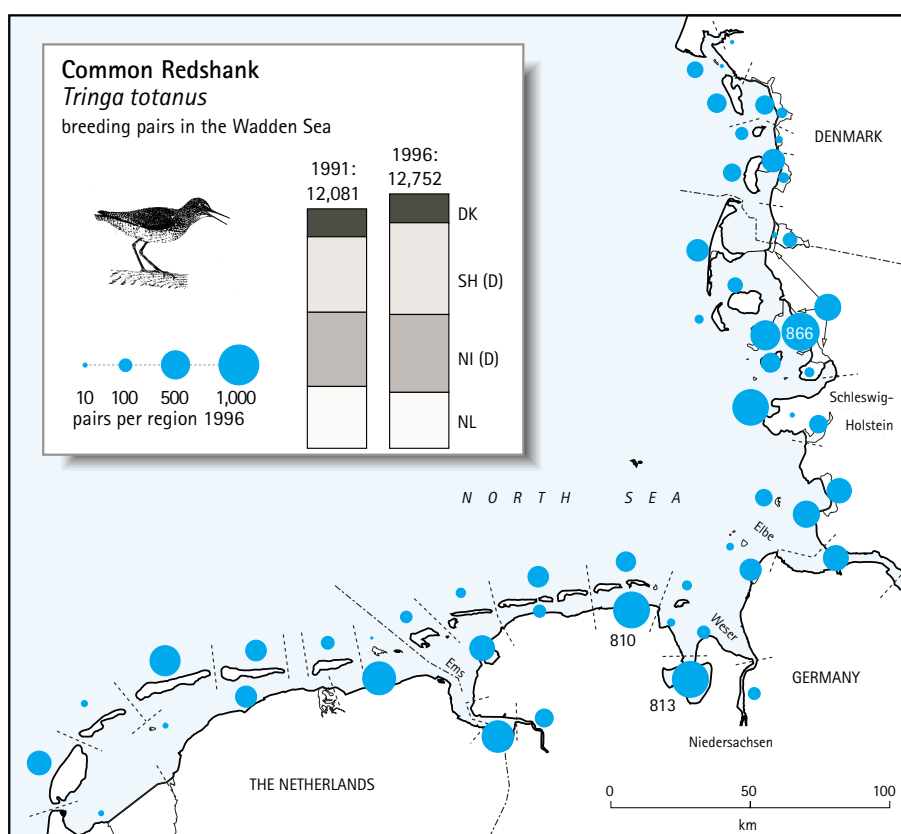 Common Redshank
Tringa totanus
breeding pairs in the Wadden Sea
1991:
12,081
1996:
12,752
DK
SH (D)
NI (D)
NL
10 100 500 1,000
pairs per region 1996
DENMARK
866
Schleswig-
Holstein
NORTH SEA
Elbe
Weser
Ems
810
813
GERMANY
Niedersachsen
THE NETHERLANDS
0 50 100
km